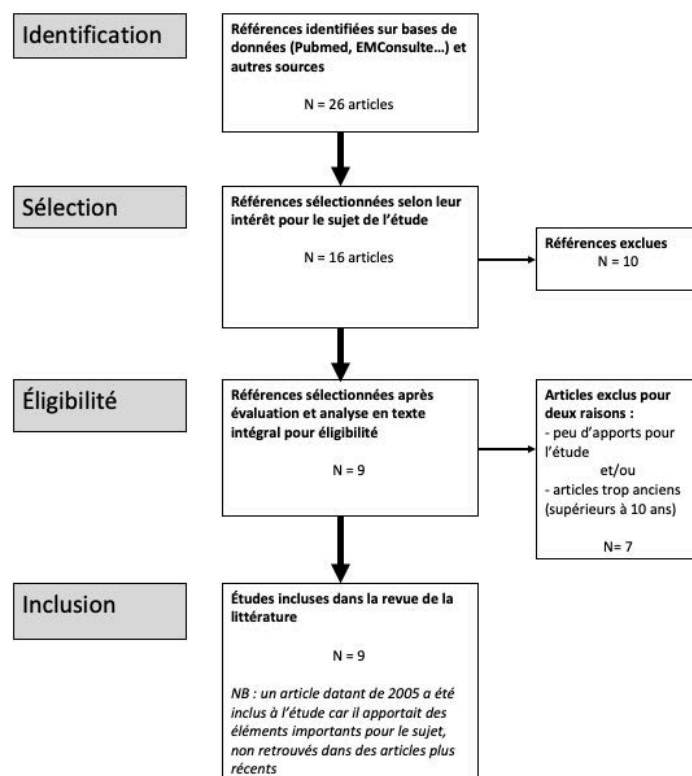 Identification
Références identifiées sur bases de
données (Pubmed, EMConsulte…) et
autres sources
N = 26 articles
Sélection
Références sélectionnées selon leur
intérêt pour le sujet de l'étude
N = 16 articles
Références exclues
N = 10
Éligibilité
Références sélectionnées après
évaluation et analyse en texte
intégral pour éligibilité
N = 9
Articles exclus pour
deux raisons :
- peu d'apports pour
l'étude
et/ou
- articles trop anciens
(supérieurs à 10 ans)
N= 7
Inclusion
Études incluses dans la revue de la
littérature
N = 9
NB : un article datant de 2005 a été
inclus à l'étude car il apportait des
éléments importants pour le sujet,
non retrouvés dans des articles plus
récents